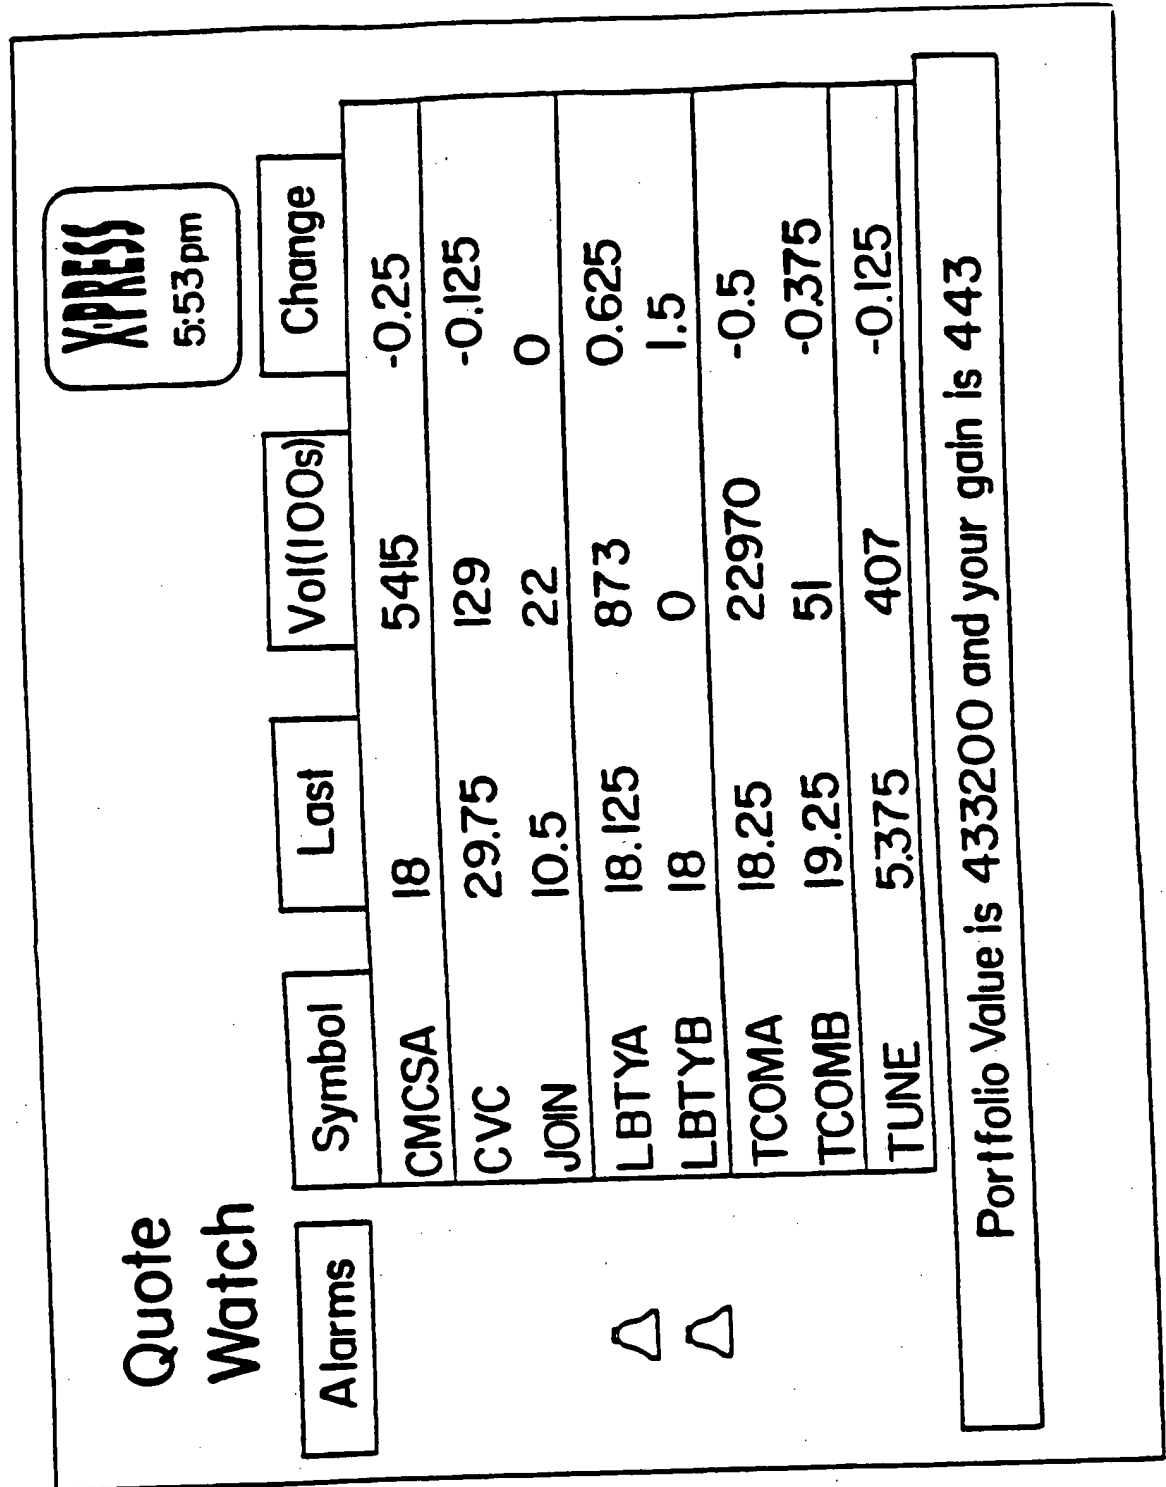 Quote
Watch
X·PRESS
5:53pm
Alarms Symbol Last Vol(100s) Change
CMCSA 18 5415 -0.25
CVC 29.75 129 -0.125
JOIN 10.5 22 0
LBTYA 18.125 873 0.625
LBTYB 18 0 1.5
TCOMA 18.25 22970 -0.5
TCOMB 19.25 51 -0.375
TUNE 5.375 407 -0.125
Portfolio Value is 433200 and your gain is 443